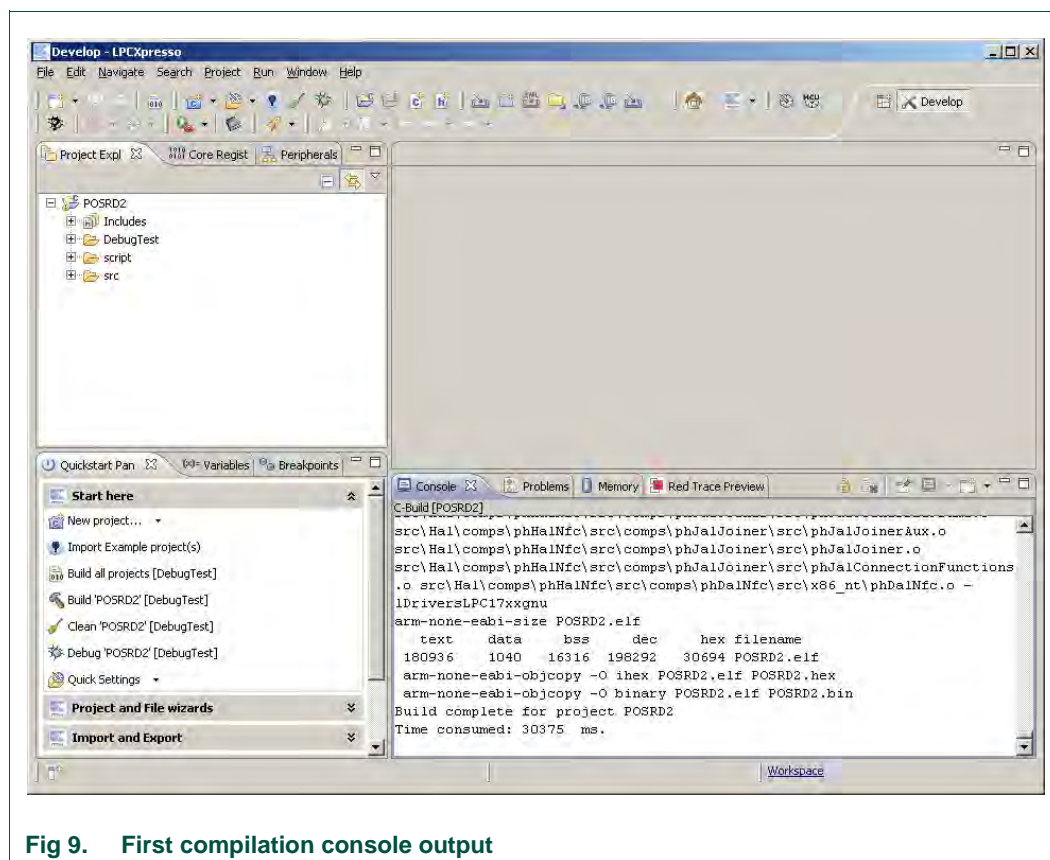 Develop - LPCXpresso
File Edit Navigate Search Project Run Window Help
Develop
Project Expl Core Regist Peripherals
POSRD2
Includes
DebugTest
script
src
Quickstart Pan Variables Breakpoints
Start here
New project...
Import Example project(s)
Build all projects [DebugTest]
Build 'POSRD2' [DebugTest]
Clean 'POSRD2' [DebugTest]
Debug 'POSRD2' [DebugTest]
Quick Settings
Project and File wizards
Import and Export
Console Problems Memory Red Trace Preview
C-Build [POSRD2]
src\Hal\comps\phHalNfc\src\comps\phJalJoiner\src\phJalJoinerAux.o
src\Hal\comps\phHalNfc\src\comps\phJalJoiner\src\phJalJoiner.o
src\Hal\comps\phHalNfc\src\comps\phJalJoiner\src\phJalConnectionFunctions
.o src\Hal\comps\phHalNfc\src\comps\phDalNfc\src\x86_nt\phDalNfc.o -
lDriversLPC17xxgnu
arm-none-eabi-size POSRD2.elf
text data bss dec hex filename
180936 1040 16316 198292 30694 POSRD2.elf
arm-none-eabi-objcopy -O ihex POSRD2.elf POSRD2.hex
arm-none-eabi-objcopy -O binary POSRD2.elf POSRD2.bin
Build complete for project POSRD2
Time consumed: 30375 ms.
Workspace
Fig 9. First compilation console output